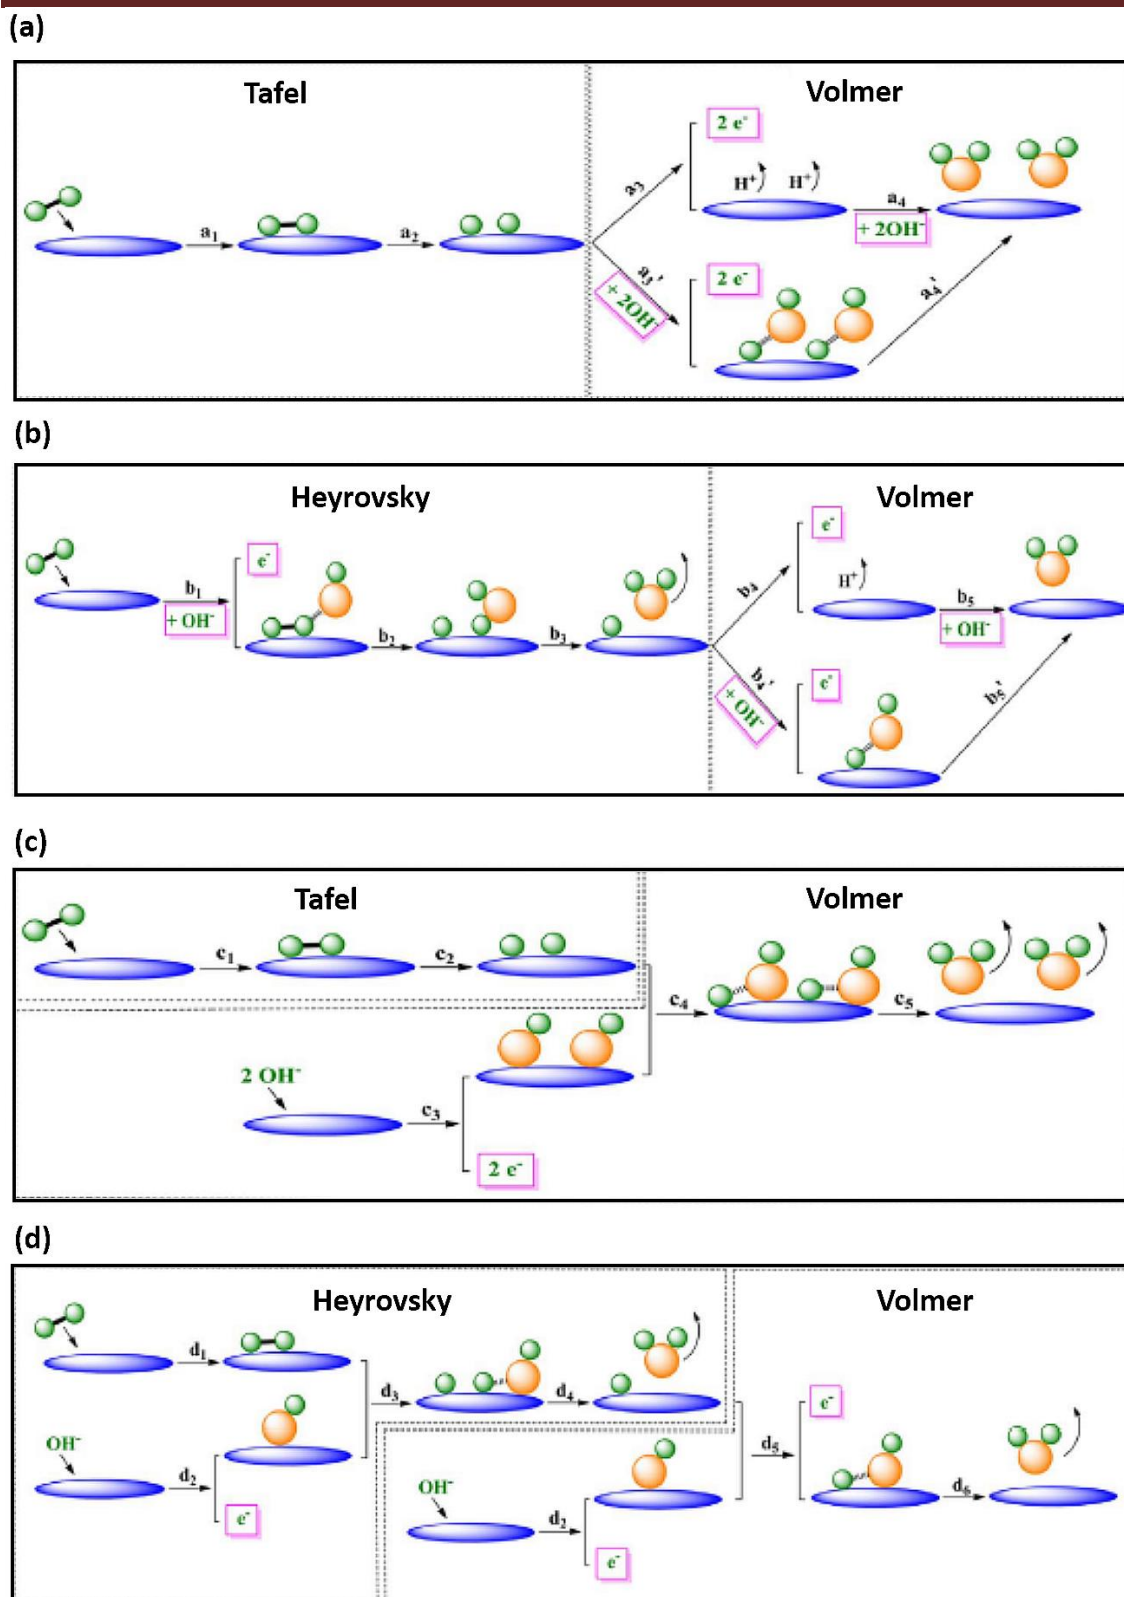 (a)
Tafel
Volmer
2 e⁻
H⁺ H⁺
a₁
a₂
a₃
a₄
+ 2OH⁻
a₃'
+ 2OH⁻
2 e⁻
a₄'
(b)
Heyrovsky
Volmer
e⁻
b₁
+ OH⁻
b₂
b₃
b₄
e⁻
H⁺
b₅
+ OH⁻
b₄'
+ OH⁻
e⁻
b₅'
(c)
Tafel
Volmer
c₁
c₂
c₄
c₅
2 OH⁻
c₃
2 e⁻
(d)
Heyrovsky
Volmer
d₁
d₃
d₄
OH⁻
d₂
e⁻
OH⁻
d₂
e⁻
d₅
e⁻
d₆